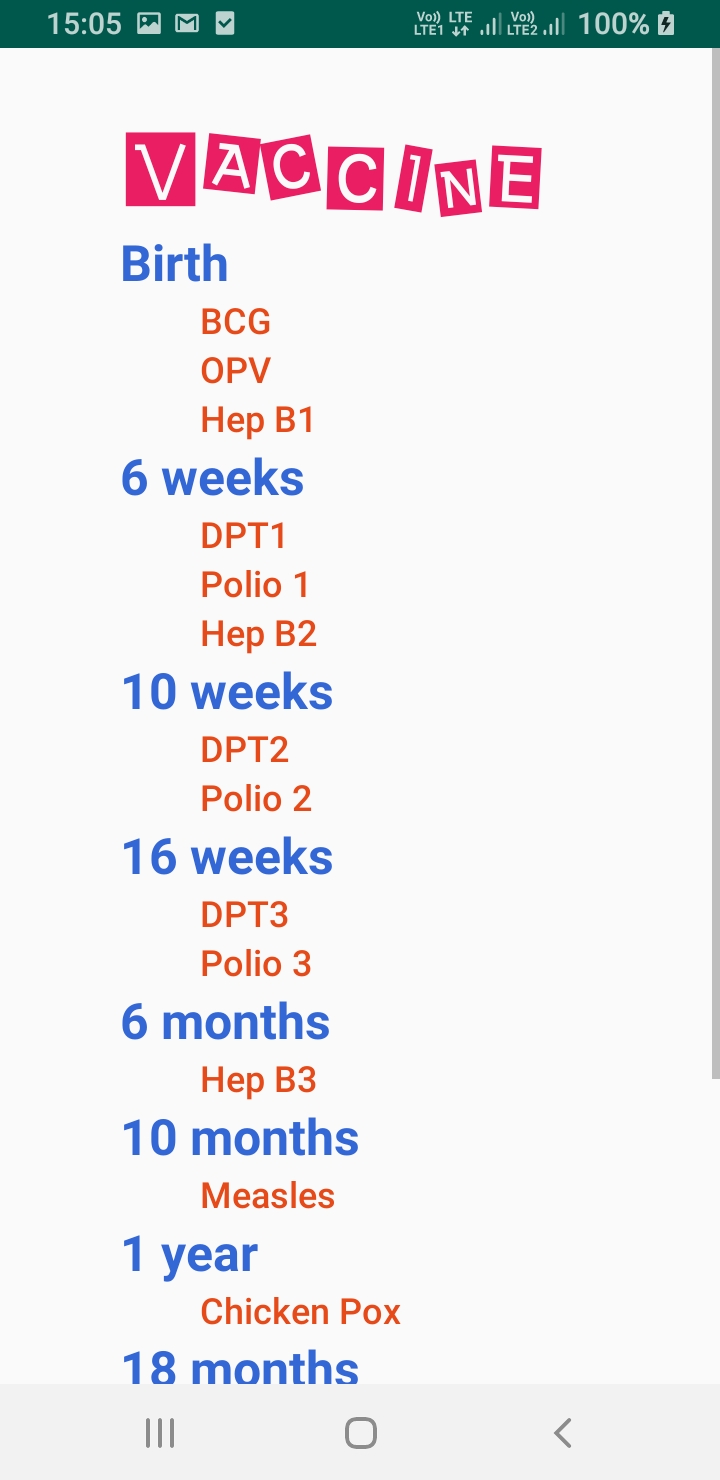 15:05
Vo)) LTE Vo)) 100%
LTE1 LTE2
VACCINE
Birth
BCG
OPV
Hep B1
6 weeks
DPT1
Polio 1
Hep B2
10 weeks
DPT2
Polio 2
16 weeks
DPT3
Polio 3
6 months
Hep B3
10 months
Measles
1 year
Chicken Pox
18 months